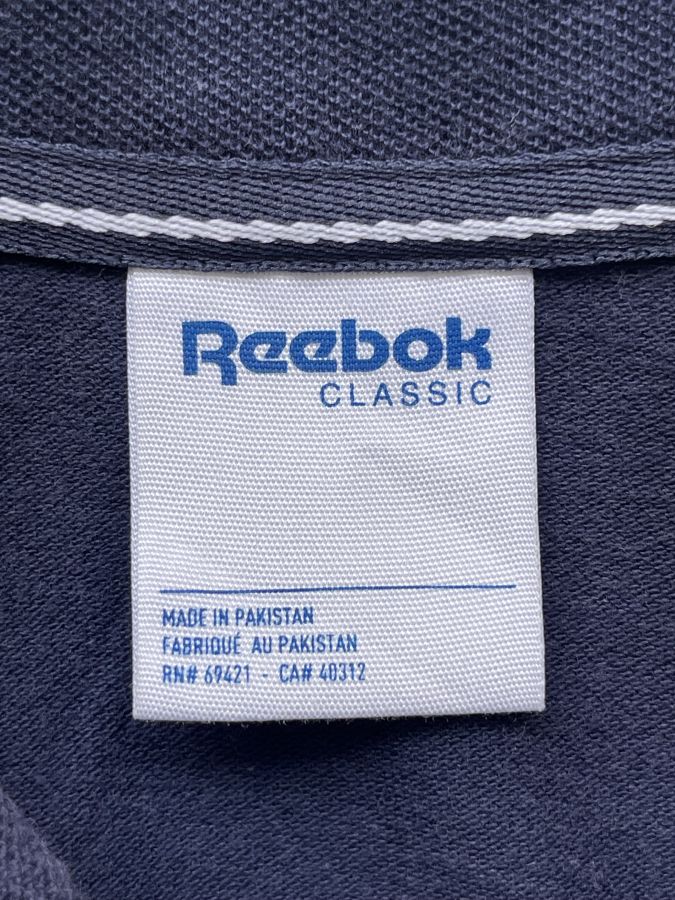 Reebok
CLASSIC
MADE IN PAKISTAN
FABRIQUÉ AU PAKISTAN
RN# 69421 - CA# 40312